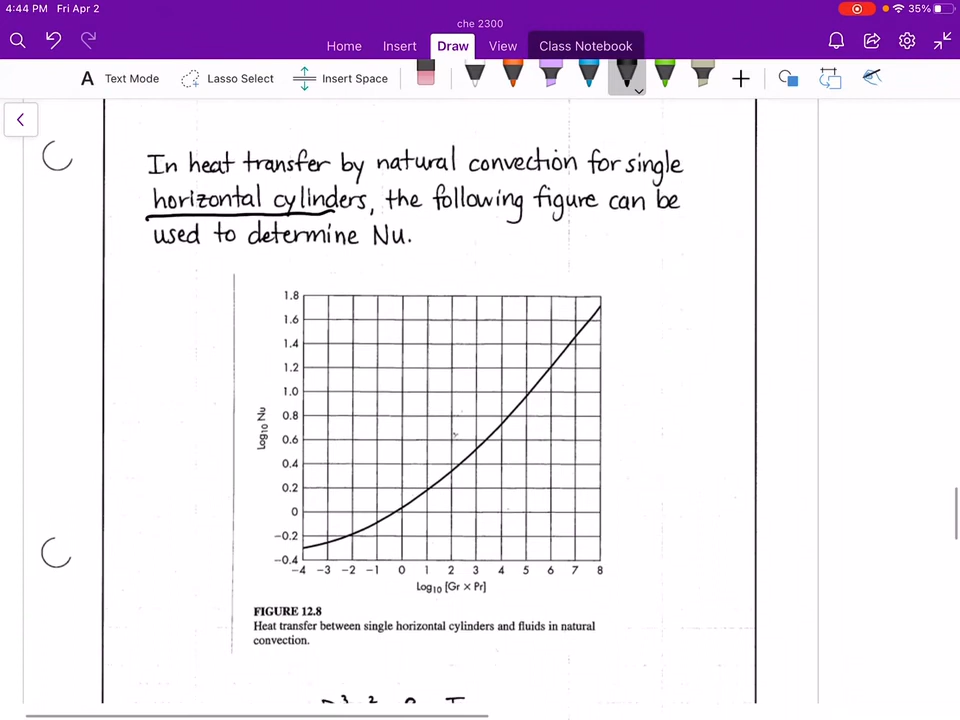 4:44 PM Fri Apr 2
35%
che 2300
Home Insert Draw View Class Notebook
A Text Mode Lasso Select Insert Space
In heat transfer by natural convection for single
horizontal cylinders, the following figure can be
used to determine Nu.
1.8
1.6
1.4
1.2
1.0
0.8
0.6
0.4
0.2
0
-0.2
-0.4
Log10 Nu
-4 -3 -2 -1 0 1 2 3 4 5 6 7 8
Log10 [Gr × Pr]
FIGURE 12.8
Heat transfer between single horizontal cylinders and fluids in natural
convection.